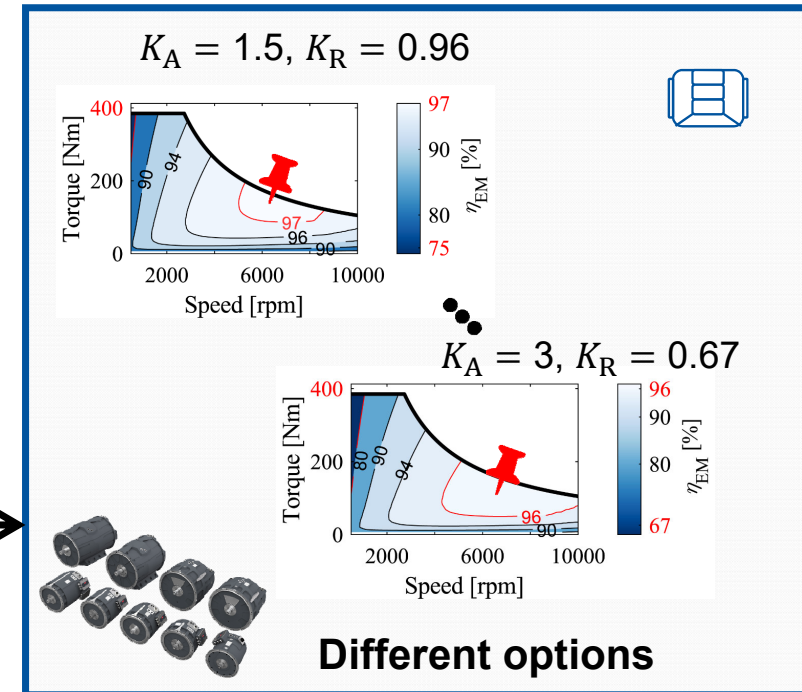 K_A = 1.5, K_R = 0.96
400
200
0
Torque [Nm]
90
94
97
96
90
2000 6000 10000
Speed [rpm]
97
90
80
75
η_EM [%]
K_A = 3, K_R = 0.67
400
200
0
Torque [Nm]
80
90
94
96
90
2000 6000 10000
Speed [rpm]
96
90
80
67
η_EM [%]
Different options